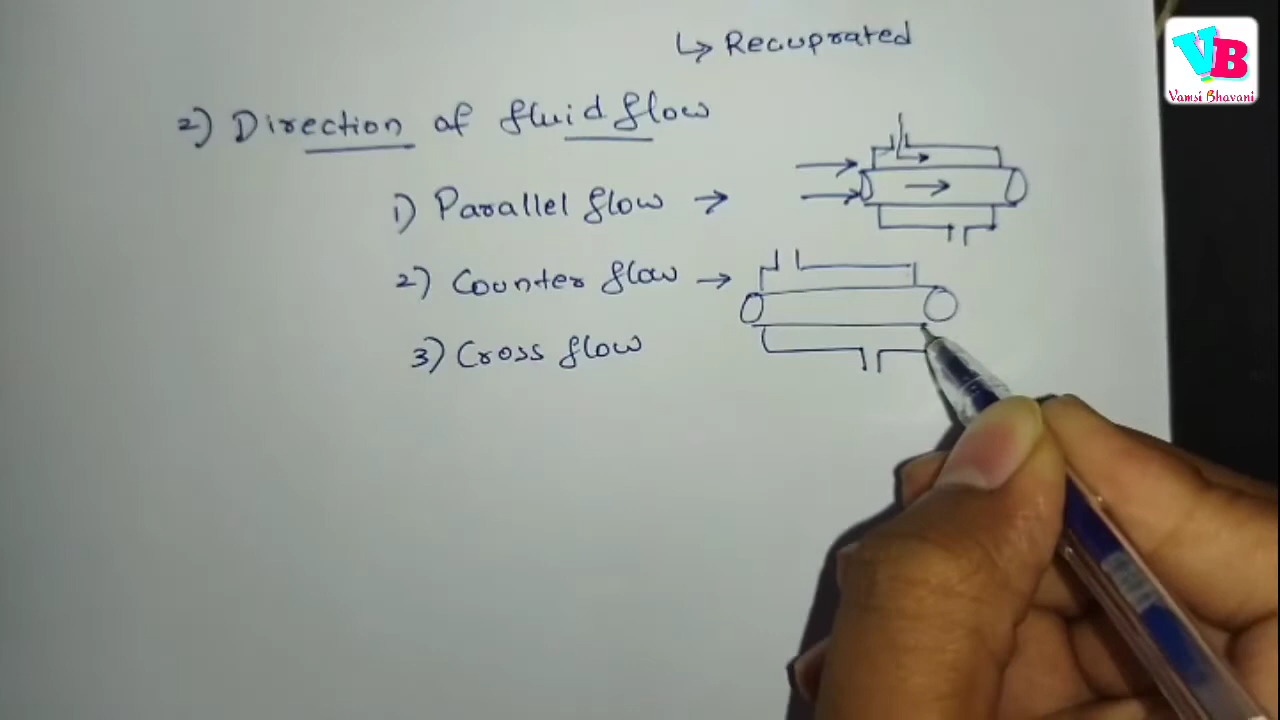 ↳ Recuprated
VB
Vamsi Bhavani
2) Direction of fluid flow
1) Parallel flow →
2) Counter flow →
3) Cross flow